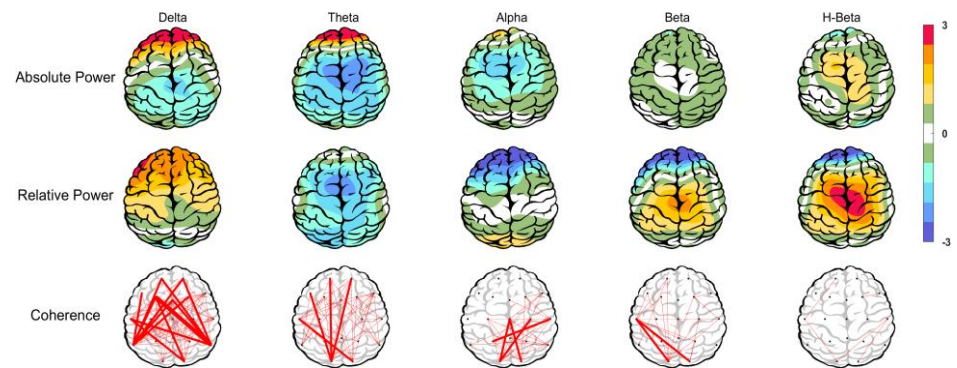 Delta Theta Alpha Beta H-Beta
3
Absolute Power
0
Relative Power
-3
Coherence